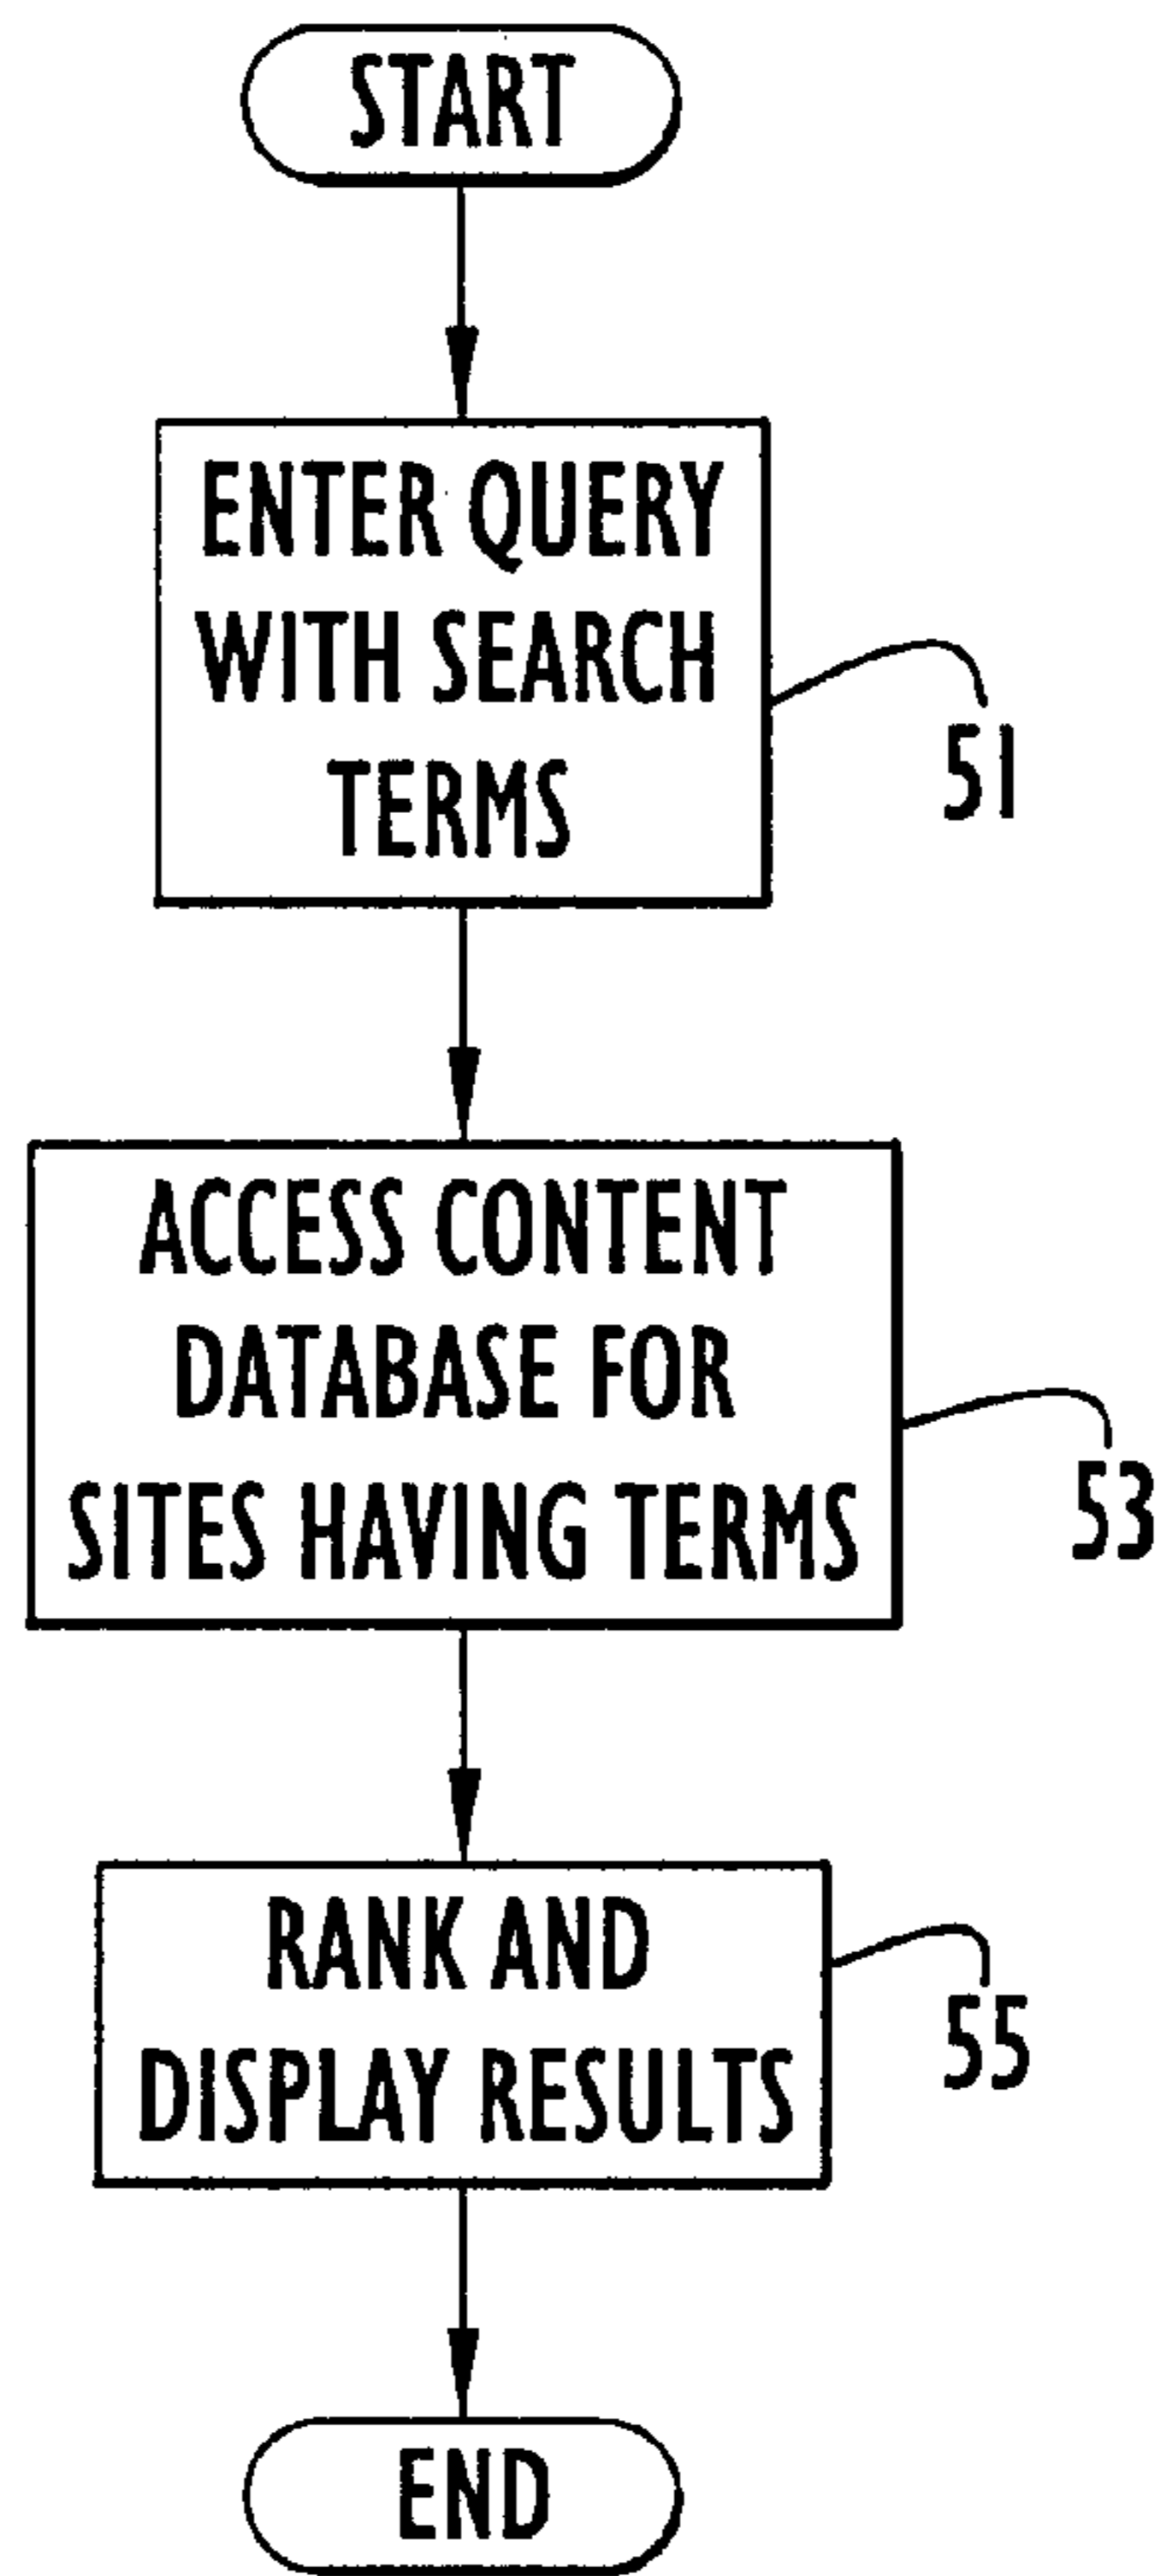 START
ENTER QUERY
WITH SEARCH
TERMS
51
ACCESS CONTENT
DATABASE FOR
SITES HAVING TERMS
53
RANK AND
DISPLAY RESULTS
55
END